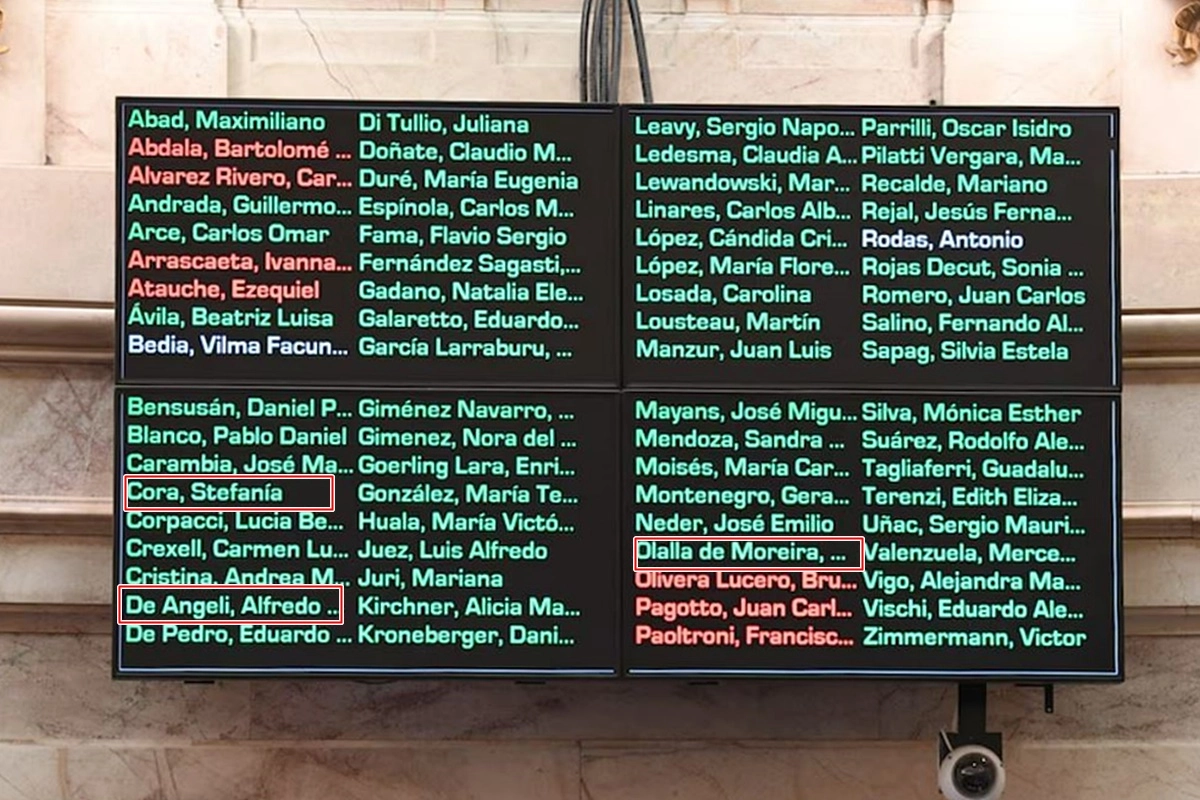 Abad, Maximiliano
Abdala, Bartolomé ...
Alvarez Rivero, Car...
Andrada, Guillermo...
Arce, Carlos Omar
Arrascaeta, Ivanna...
Atauche, Ezequiel
Ávila, Beatriz Luisa
Bedia, Vilma Facun...
Bensusán, Daniel P...
Blanco, Pablo Daniel
Carambia, José Ma...
Cora, Stefanía
Corpacci, Lucia Be...
Crexell, Carmen Lu...
Cristina, Andrea M...
De Angeli, Alfredo ..
De Pedro, Eduardo ...
Di Tullio, Juliana
Doñate, Claudio M...
Duré, María Eugenia
Espínola, Carlos M...
Fama, Flavio Sergio
Fernández Sagasti,...
Gadano, Natalia Ele...
Galaretto, Eduardo...
García Larraburu, ...
Giménez Navarro, ...
Gimenez, Nora del ...
Goerling Lara, Enri...
González, María Te...
Huala, María Victó...
Juez, Luis Alfredo
Juri, Mariana
Kirchner, Alicia Ma...
Kroneberger, Dani...
Leavy, Sergio Napo...
Ledesma, Claudia A...
Lewandowski, Mar...
Linares, Carlos Alb...
López, Cándida Cri...
López, María Flore...
Losada, Carolina
Lousteau, Martín
Manzur, Juan Luis
Mayans, José Migu...
Mendoza, Sandra ...
Moisés, María Car...
Montenegro, Gera...
Neder, José Emilio
Olalla de Moreira, ...
Olivera Lucero, Bru...
Pagotto, Juan Carl...
Paoltroni, Francisc...
Parrilli, Oscar Isidro
Pilatti Vergara, Ma...
Recalde, Mariano
Rejal, Jesús Ferna...
Rodas, Antonio
Rojas Decut, Sonia ...
Romero, Juan Carlos
Salino, Fernando Al...
Sapag, Silvia Estela
Silva, Mónica Esther
Suárez, Rodolfo Ale...
Tagliaferri, Guadalu...
Terenzi, Edith Eliza...
Uñac, Sergio Mauri...
Valenzuela, Merce...
Vigo, Alejandra Ma...
Vischi, Eduardo Ale...
Zimmermann, Victor